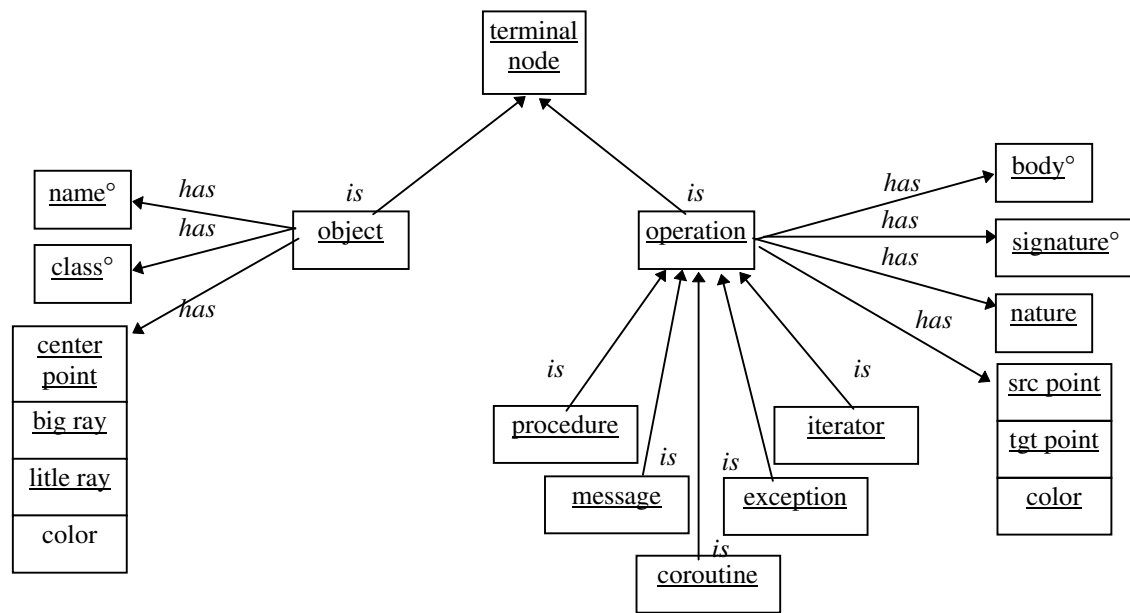 terminal
node
name°
has
is
object
has
class°
has
center
point
big ray
litle ray
color
is
operation
has
body°
has
signature°
has
nature
has
src point
tgt point
color
is
procedure
is
message
is
coroutine
is
exception
is
iterator